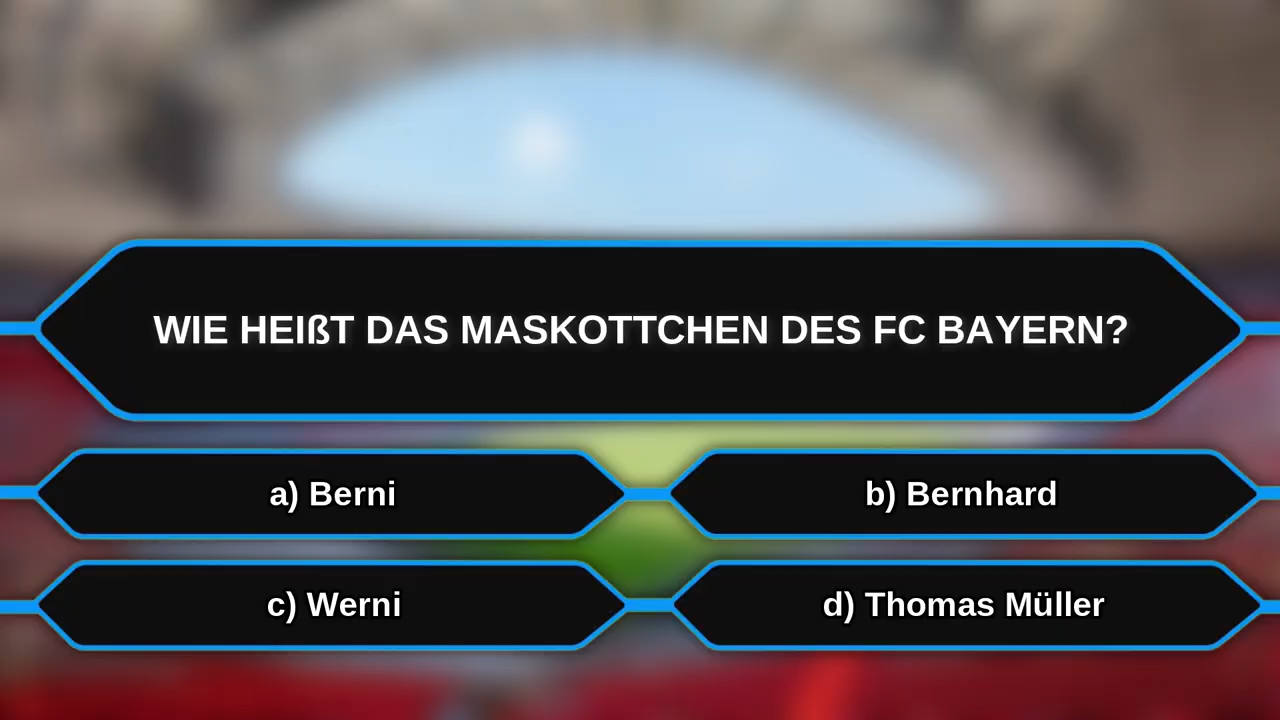 WIE HEIßT DAS MASKOTTCHEN DES FC BAYERN?
a) Berni
b) Bernhard
c) Werni
d) Thomas Müller